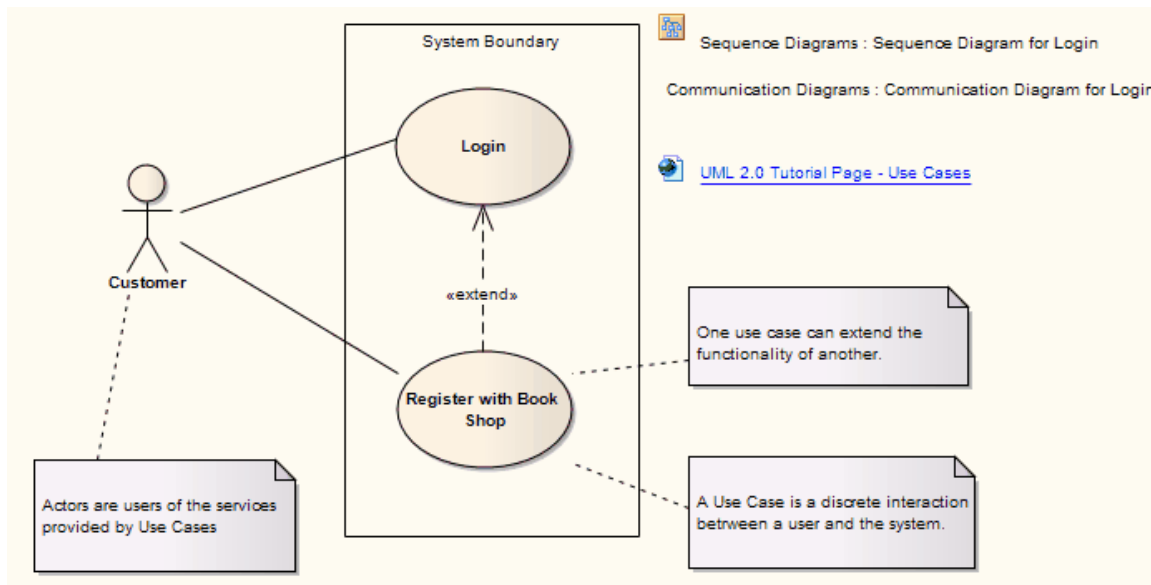 System Boundary
Sequence Diagrams : Sequence Diagram for Login
Communication Diagrams : Communication Diagram for Login
Login
UML 2.0 Tutorial Page - Use Cases
Customer
«extend»
One use case can extend the
functionality of another.
Register with Book
Shop
Actors are users of the services
provided by Use Cases
A Use Case is a discrete interaction
betrween a user and the system.